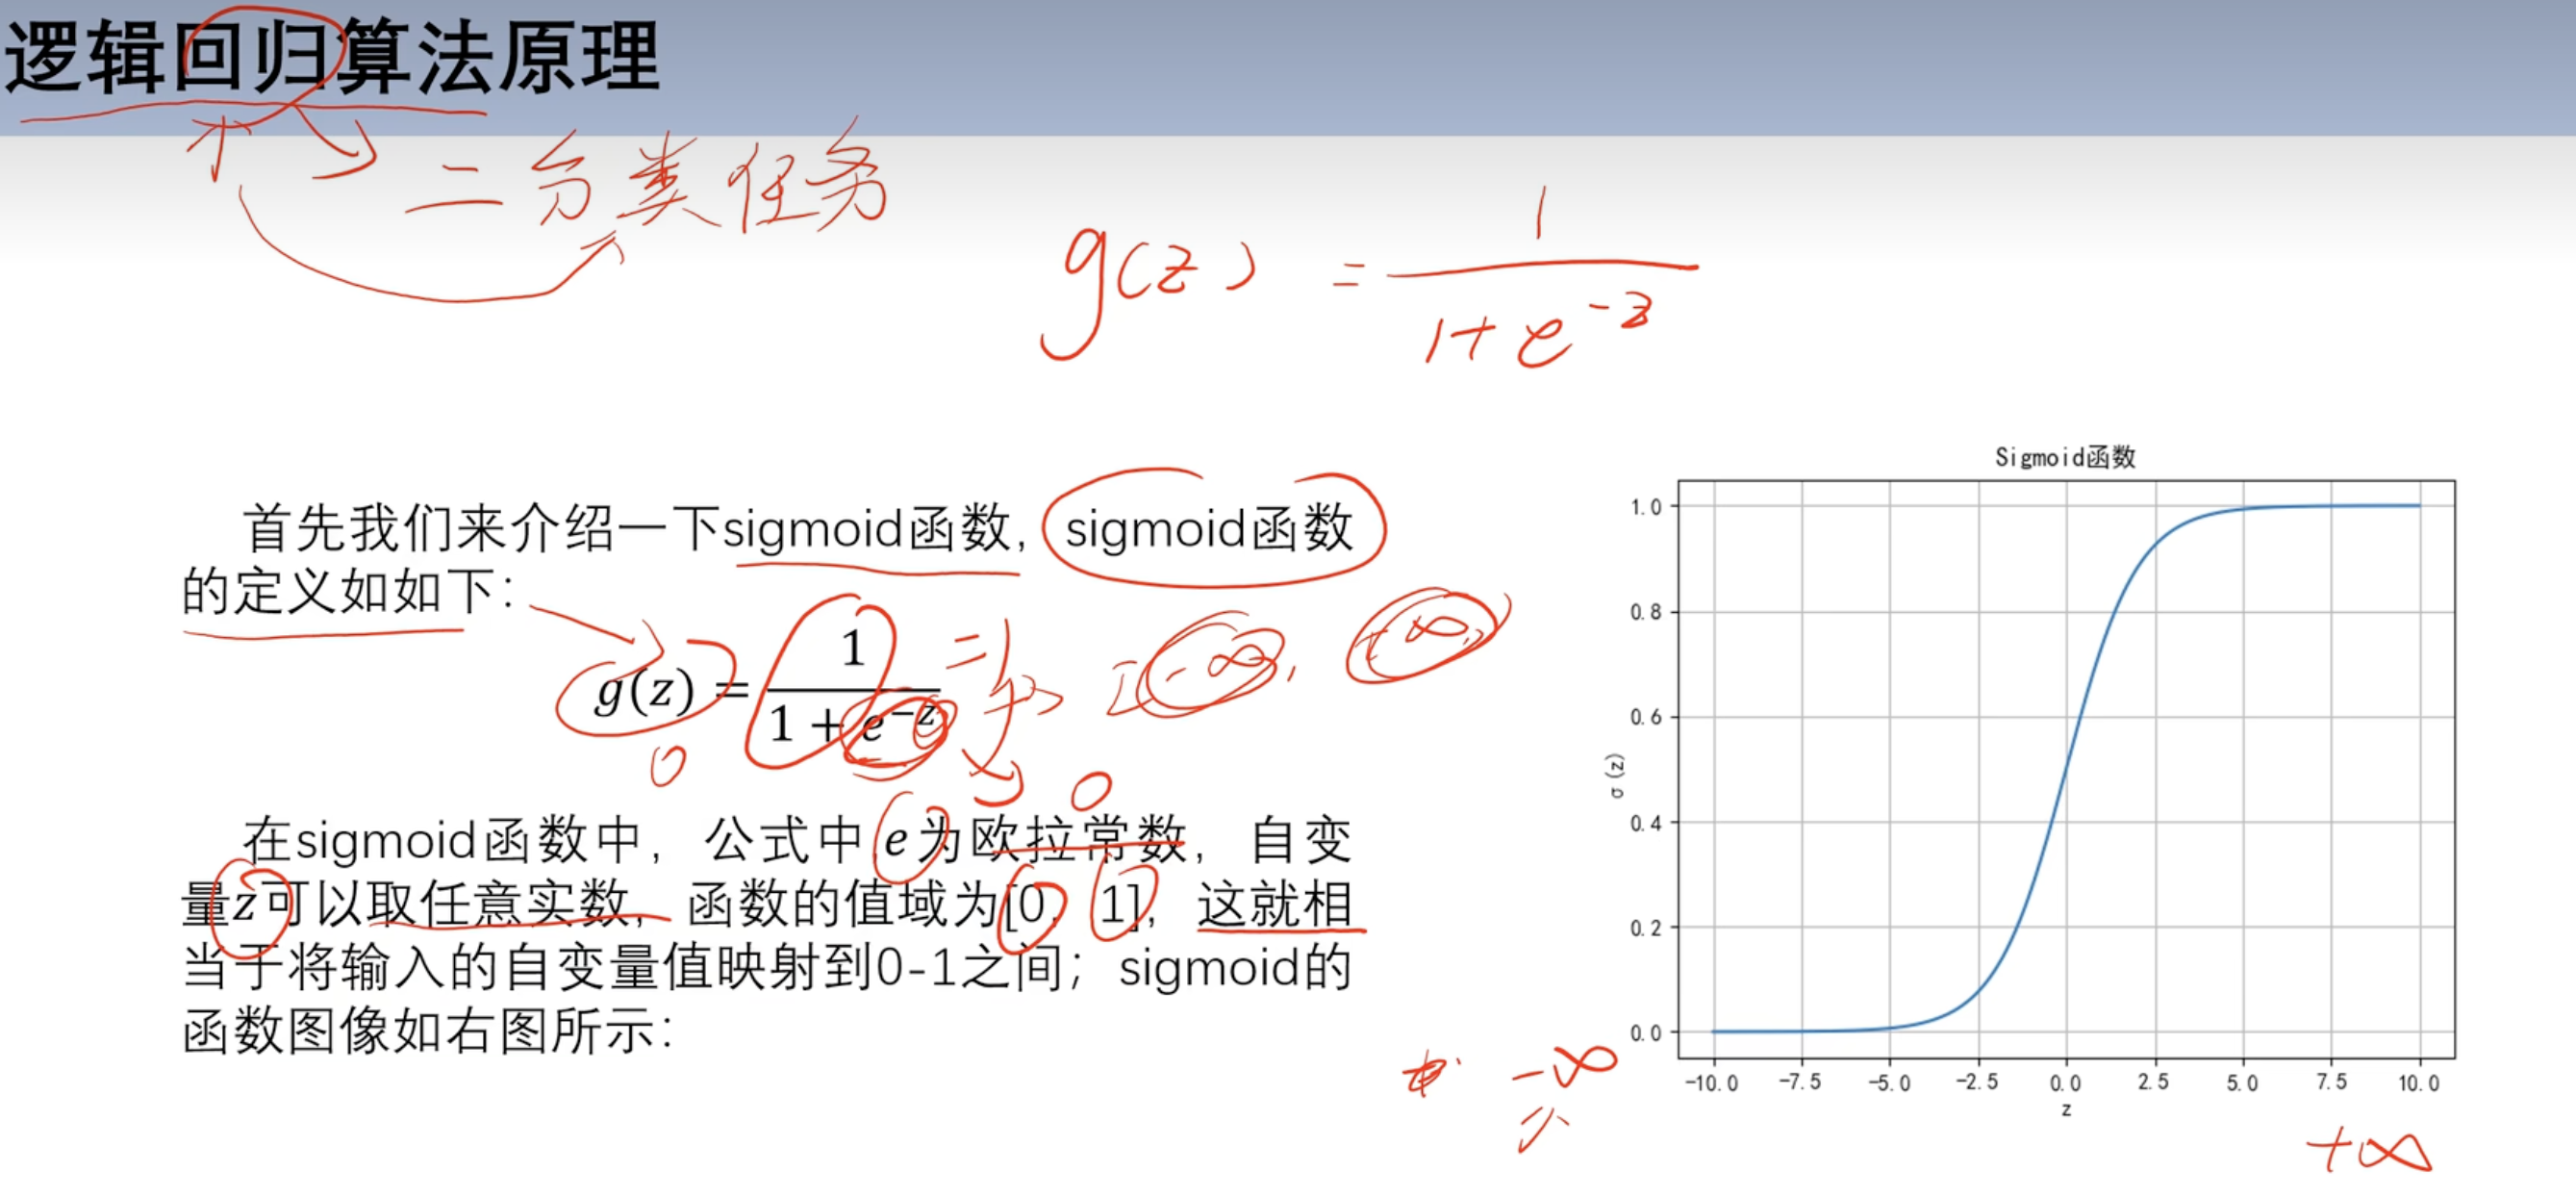 逻辑回归算法原理
二分类任务
g(z) = 1 / 1+e^-z
首先我们来介绍一下sigmoid函数，sigmoid函数
的定义如如下：
g(z) = 1 / 1 + e^−z
-∞, +∞
0
0
在sigmoid函数中，公式中e为欧拉常数，自变
量z可以取任意实数，函数的值域为[0, 1]，这就相
当于将输入的自变量值映射到0-1之间；sigmoid的
函数图像如右图所示：
Sigmoid函数
1.0
0.8
0.6
0.4
0.2
0.0
σ(z)
-10.0 -7.5 -5.0 -2.5 0.0 2.5 5.0 7.5 10.0
z
-∞
+∞